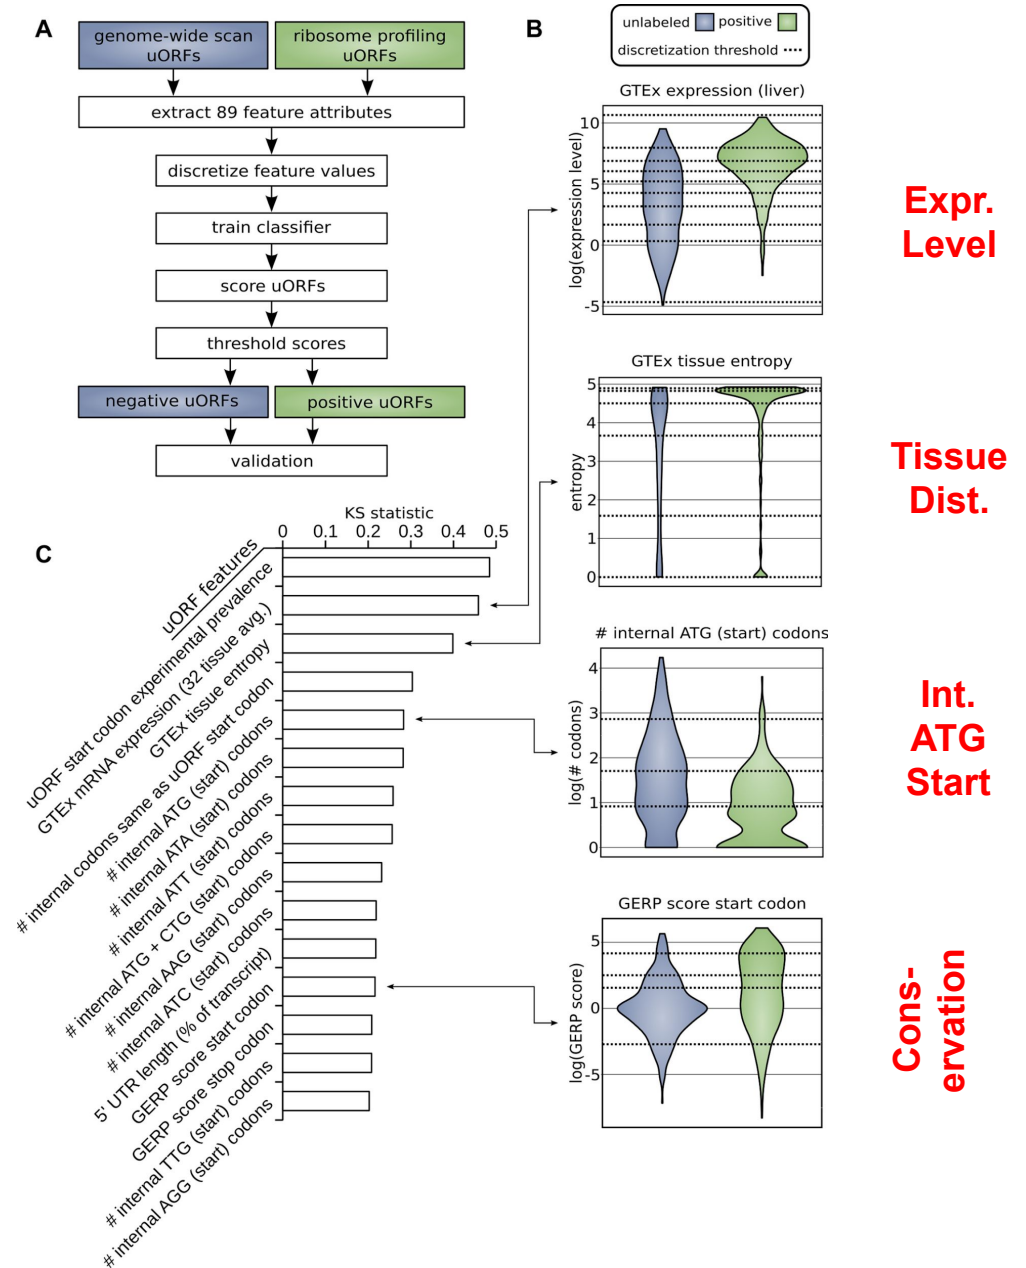 A
genome-wide scan
uORFs
ribosome profiling
uORFs
extract 89 feature attributes
discretize feature values
train classifier
score uORFs
threshold scores
negative uORFs
positive uORFs
validation
B
unlabeled
positive
discretization threshold
GTEx expression (liver)
log(expression level)
10
5
0
-5
Expr.
Level
GTEx tissue entropy
entropy
5
4
3
2
1
0
Tissue
Dist.
# internal ATG (start) codons
log(# codons)
4
3
2
1
0
Int.
ATG
Start
GERP score start codon
log(GERP score)
5
0
-5
Cons-
ervation
C
KS statistic
0 0.1 0.2 0.3 0.4 0.5
uORF features
uORF start codon experimental prevalence
GTEx mRNA expression (32 tissue avg.)
GTEx tissue entropy
# internal codons same as uORF start codon
# internal ATG (start) codons
# internal ATA (start) codons
# internal ATT (start) codons
# internal ATG + CTG (start) codons
# internal AAG (start) codons
# internal ATC (start) codons
5' UTR length (% of transcript)
GERP score start codon
GERP score stop codon
# internal TTG (start) codons
# internal AGG (start) codons